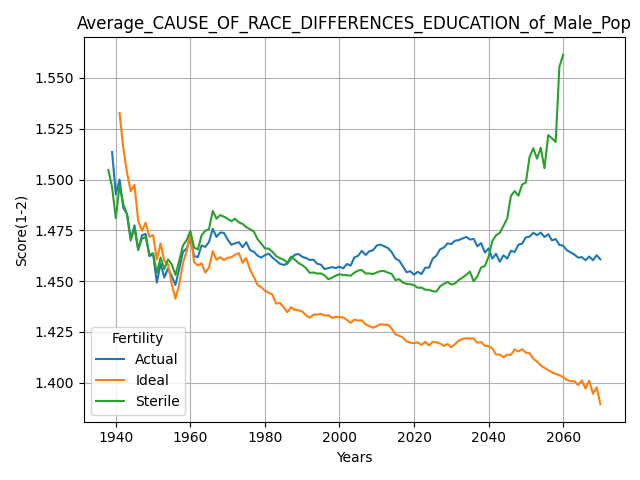 Average_CAUSE_OF_RACE_DIFFERENCES_EDUCATION_of_Male_Pop
Score(1-2)
1.550
1.525
1.500
1.475
1.450
1.425
1.400
Fertility
Actual
Ideal
Sterile
1940 1960 1980 2000 2020 2040 2060
Years